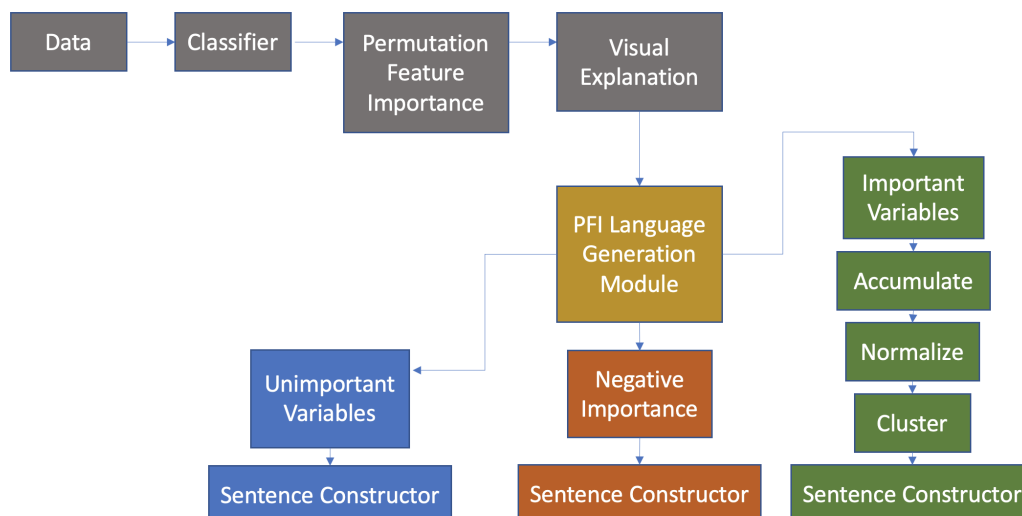 Data
Classifier
Permutation
Feature
Importance
Visual
Explanation
PFI Language
Generation
Module
Important
Variables
Accumulate
Normalize
Cluster
Sentence Constructor
Negative
Importance
Sentence Constructor
Unimportant
Variables
Sentence Constructor